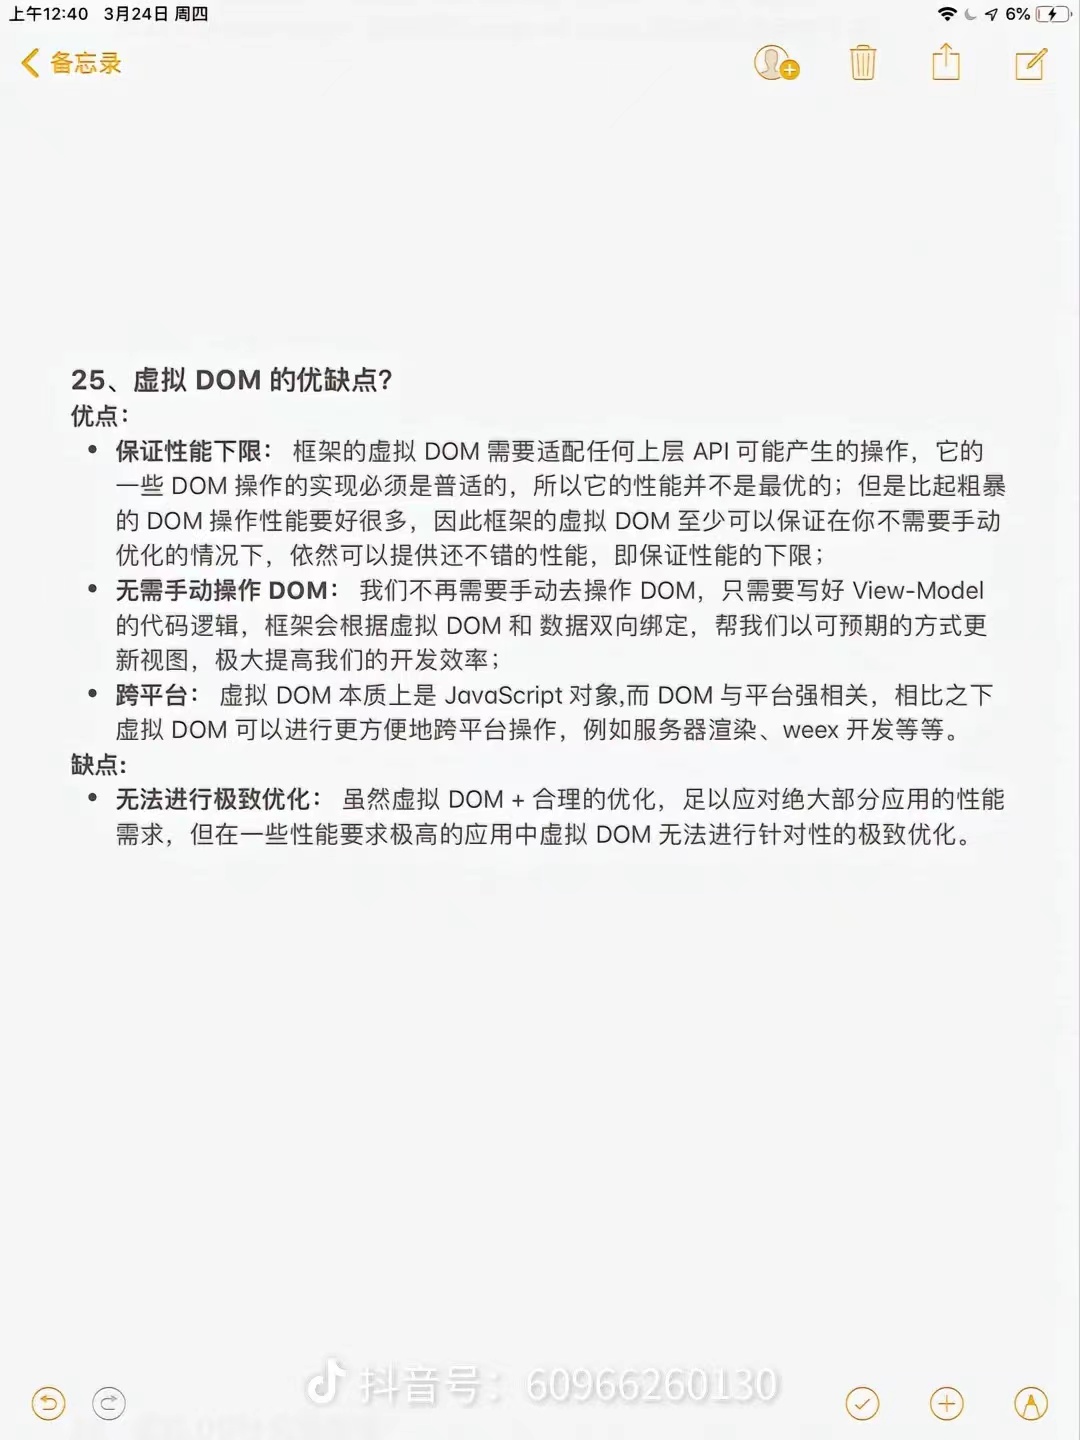 上午12:40 3月24日 周四 6%
备忘录
25、虚拟 DOM 的优缺点?
优点：
保证性能下限： 框架的虚拟 DOM 需要适配任何上层 API 可能产生的操作，它的
一些 DOM 操作的实现必须是普适的，所以它的性能并不是最优的；但是比起粗暴
的 DOM 操作性能要好很多，因此框架的虚拟 DOM 至少可以保证在你不需要手动
优化的情况下，依然可以提供还不错的性能，即保证性能的下限；
无需手动操作 DOM： 我们不再需要手动去操作 DOM，只需要写好 View-Model
的代码逻辑，框架会根据虚拟 DOM 和 数据双向绑定，帮我们以可预期的方式更
新视图，极大提高我们的开发效率；
跨平台： 虚拟 DOM 本质上是 JavaScript 对象,而 DOM 与平台强相关，相比之下
虚拟 DOM 可以进行更方便地跨平台操作，例如服务器渲染、weex 开发等等。
缺点:
无法进行极致优化： 虽然虚拟 DOM + 合理的优化，足以应对绝大部分应用的性能
需求，但在一些性能要求极高的应用中虚拟 DOM 无法进行针对性的极致优化。
抖音号：60966260130